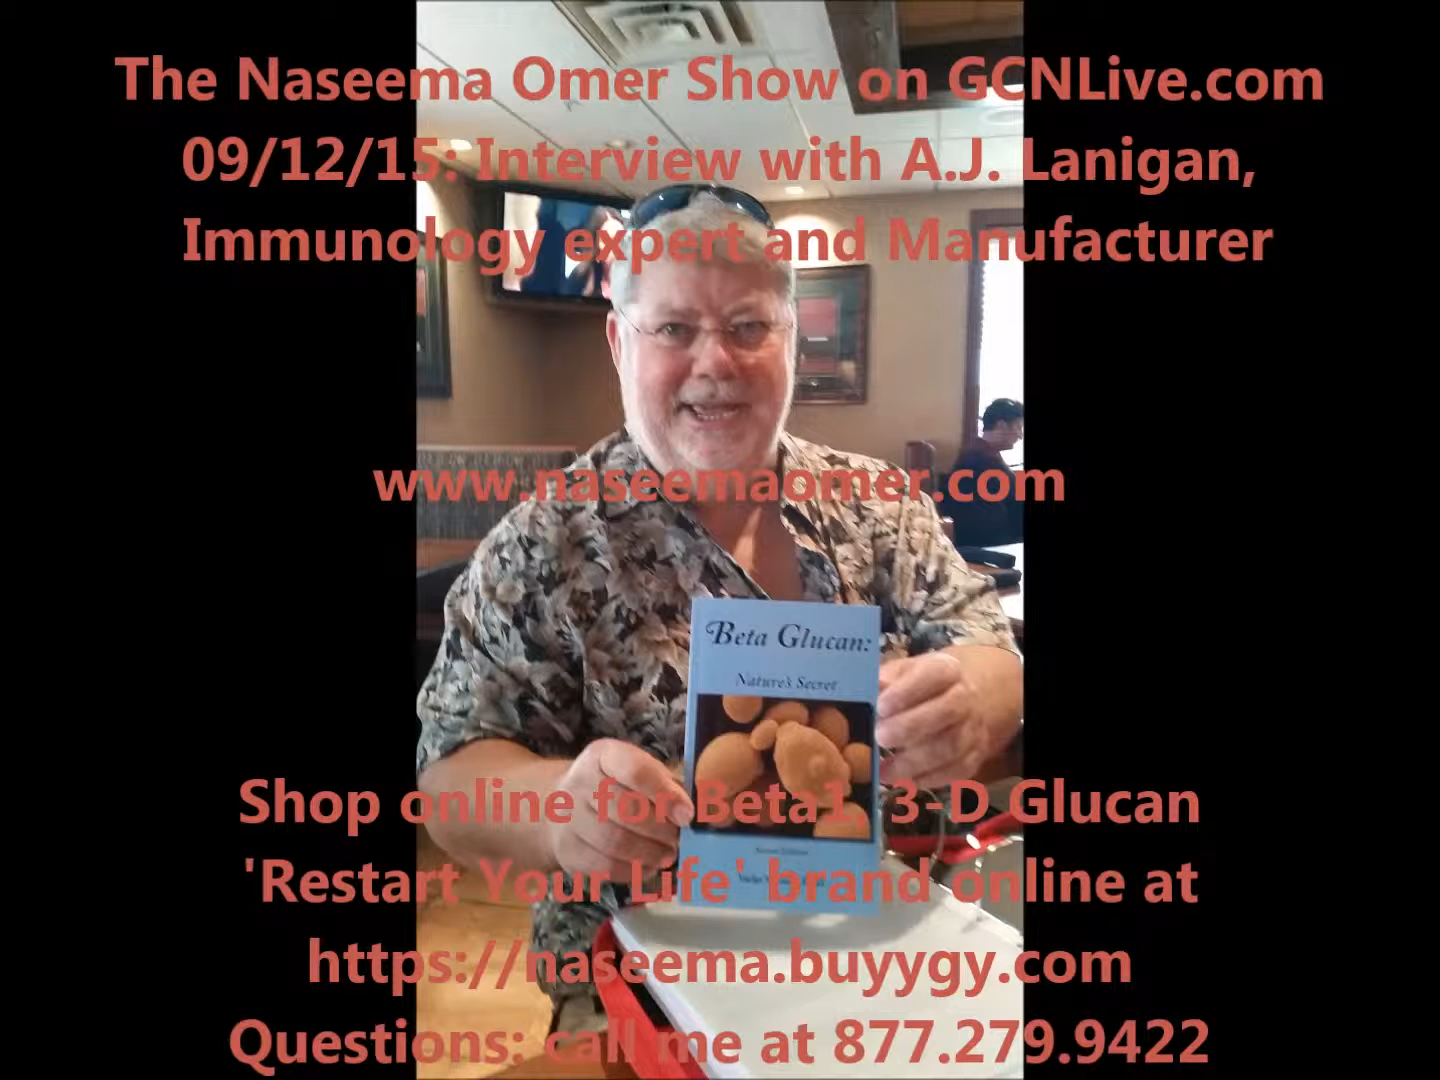 The Naseema Omer Show on GCNLive.com
09/12/15: Interview with A.J. Lanigan,
Immunology expert and Manufacturer
www.naseemaomer.com
Beta Glucan:
Nature's Secret
Shop online for Beta1, 3-D Glucan
'Restart Your Life' brand online at
https://naseema.buyygy.com
Questions: call me at 877.279.9422